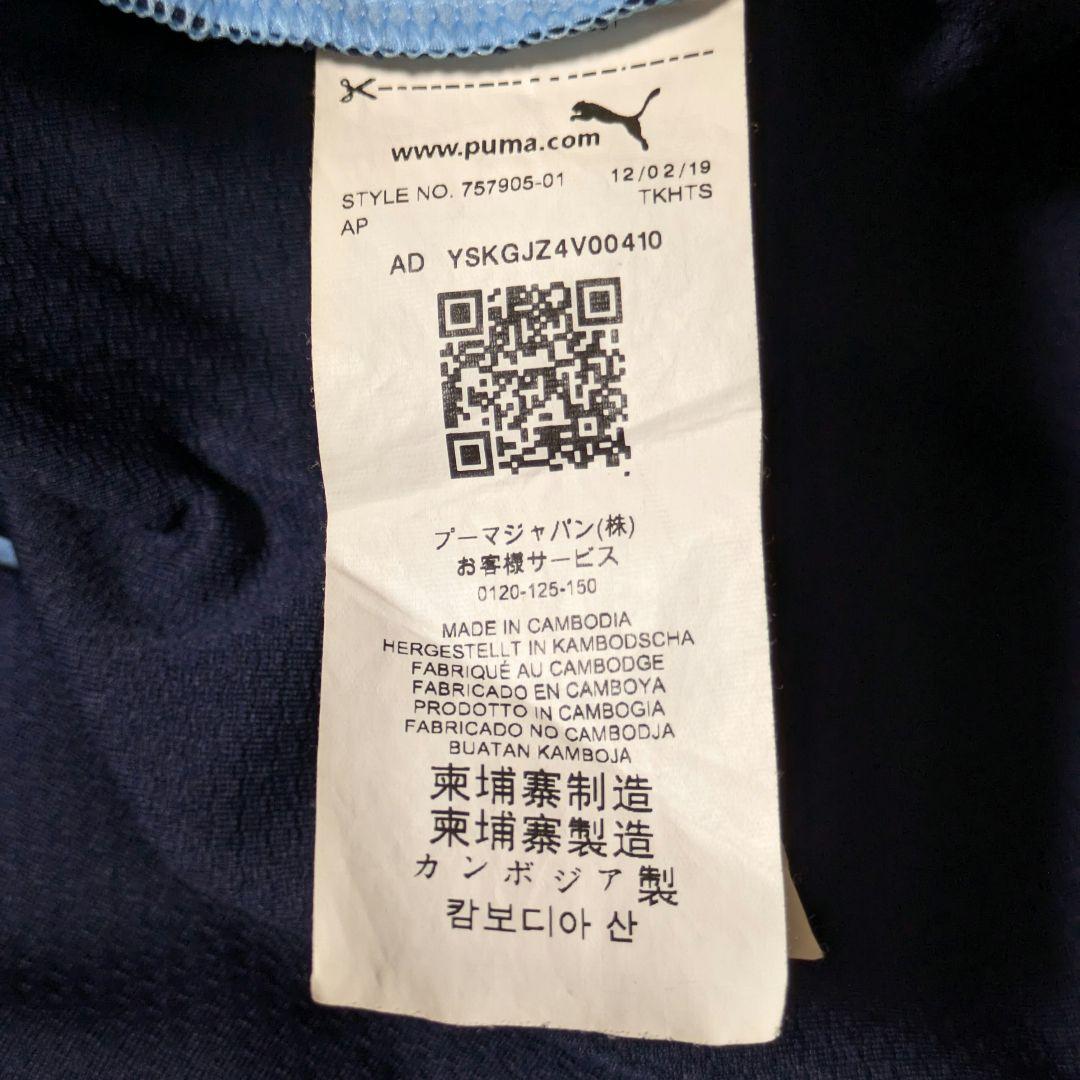 www.puma.com
STYLE NO. 757905-01 12/02/19
AP TKHTS
AD YSKGJZ4V00410
プーマジャパン(株)
お客様サービス
0120-125-150
MADE IN CAMBODIA
HERGESTELLT IN KAMBODSCHA
FABRIQUÉ AU CAMBODGE
FABRICADO EN CAMBOYA
PRODOTTO IN CAMBOGIA
FABRICADO NO CAMBODJA
BUATAN KAMBOJA
柬埔寨制造
柬埔寨製造
カンボジア製
캄보디아 산